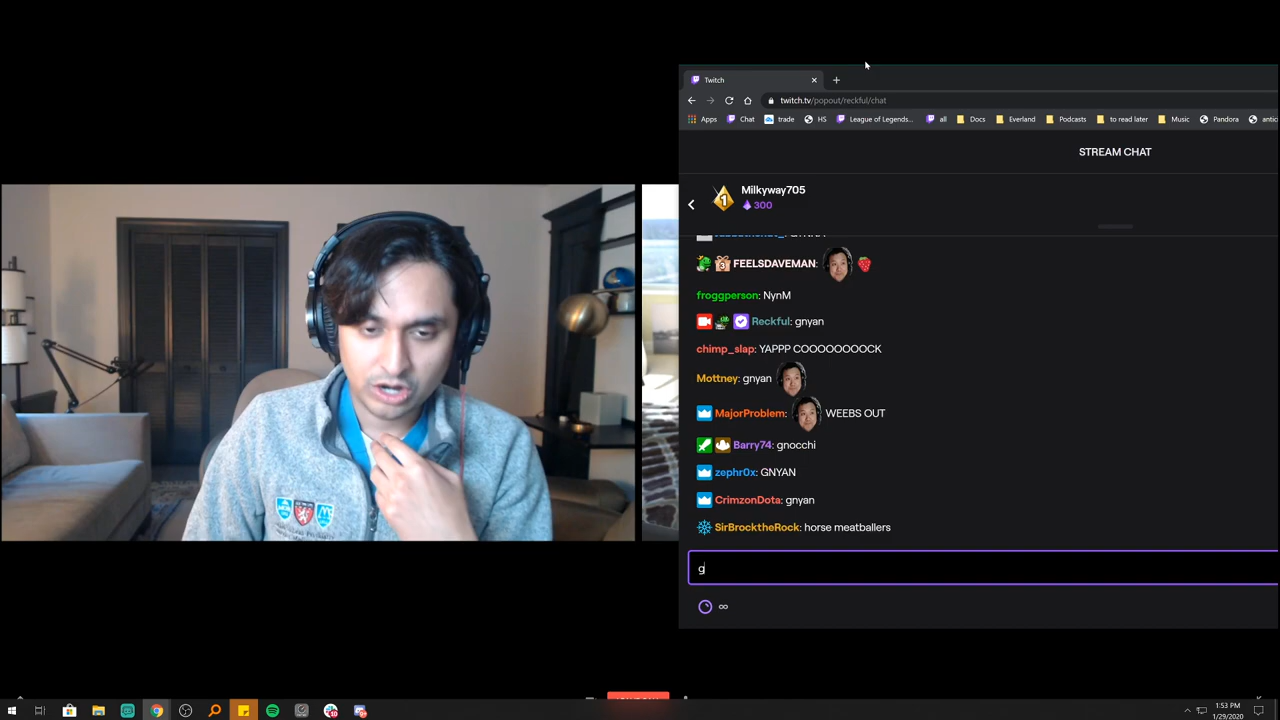 Twitch
twitch.tv/popout/reckful/chat
Apps Chat trade HS League of Legends... all Docs Everland Podcasts to read later Music Pandora
STREAM CHAT
1 Milkyway705
300
3 FEELSDAVEMAN:
froggperson: NynM
Reckful: gnyan
chimp_slap: YAPPP COOOOOOOOCK
Mottney: gnyan
MajorProblem: WEEBS OUT
Barry74: gnocchi
zephr0x: GNYAN
CrimzonDota: gnyan
SirBrocktheRock: horse meatballers
g
∞
1:53 PM
1/29/2020